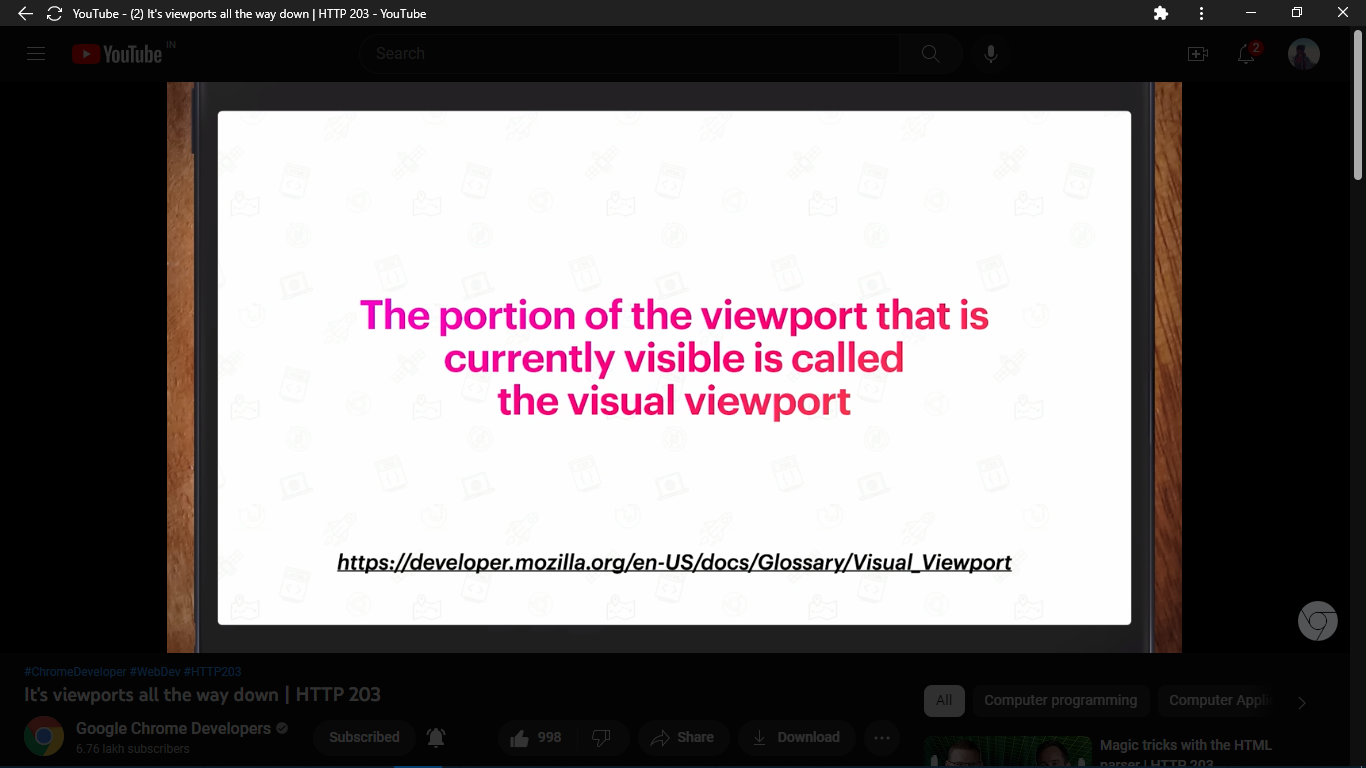 YouTube - (2) It's viewports all the way down | HTTP 203 - YouTube
YouTube IN
Search
2
The portion of the viewport that is
currently visible is called
the visual viewport
https://developer.mozilla.org/en-US/docs/Glossary/Visual_Viewport
#ChromeDeveloper #WebDev #HTTP203
It's viewports all the way down | HTTP 203
Google Chrome Developers
6.76 lakh subscribers
Subscribed
998
Share
Download
All
Computer programming
Computer Appli
Magic tricks with the HTML
parser | HTTP 203